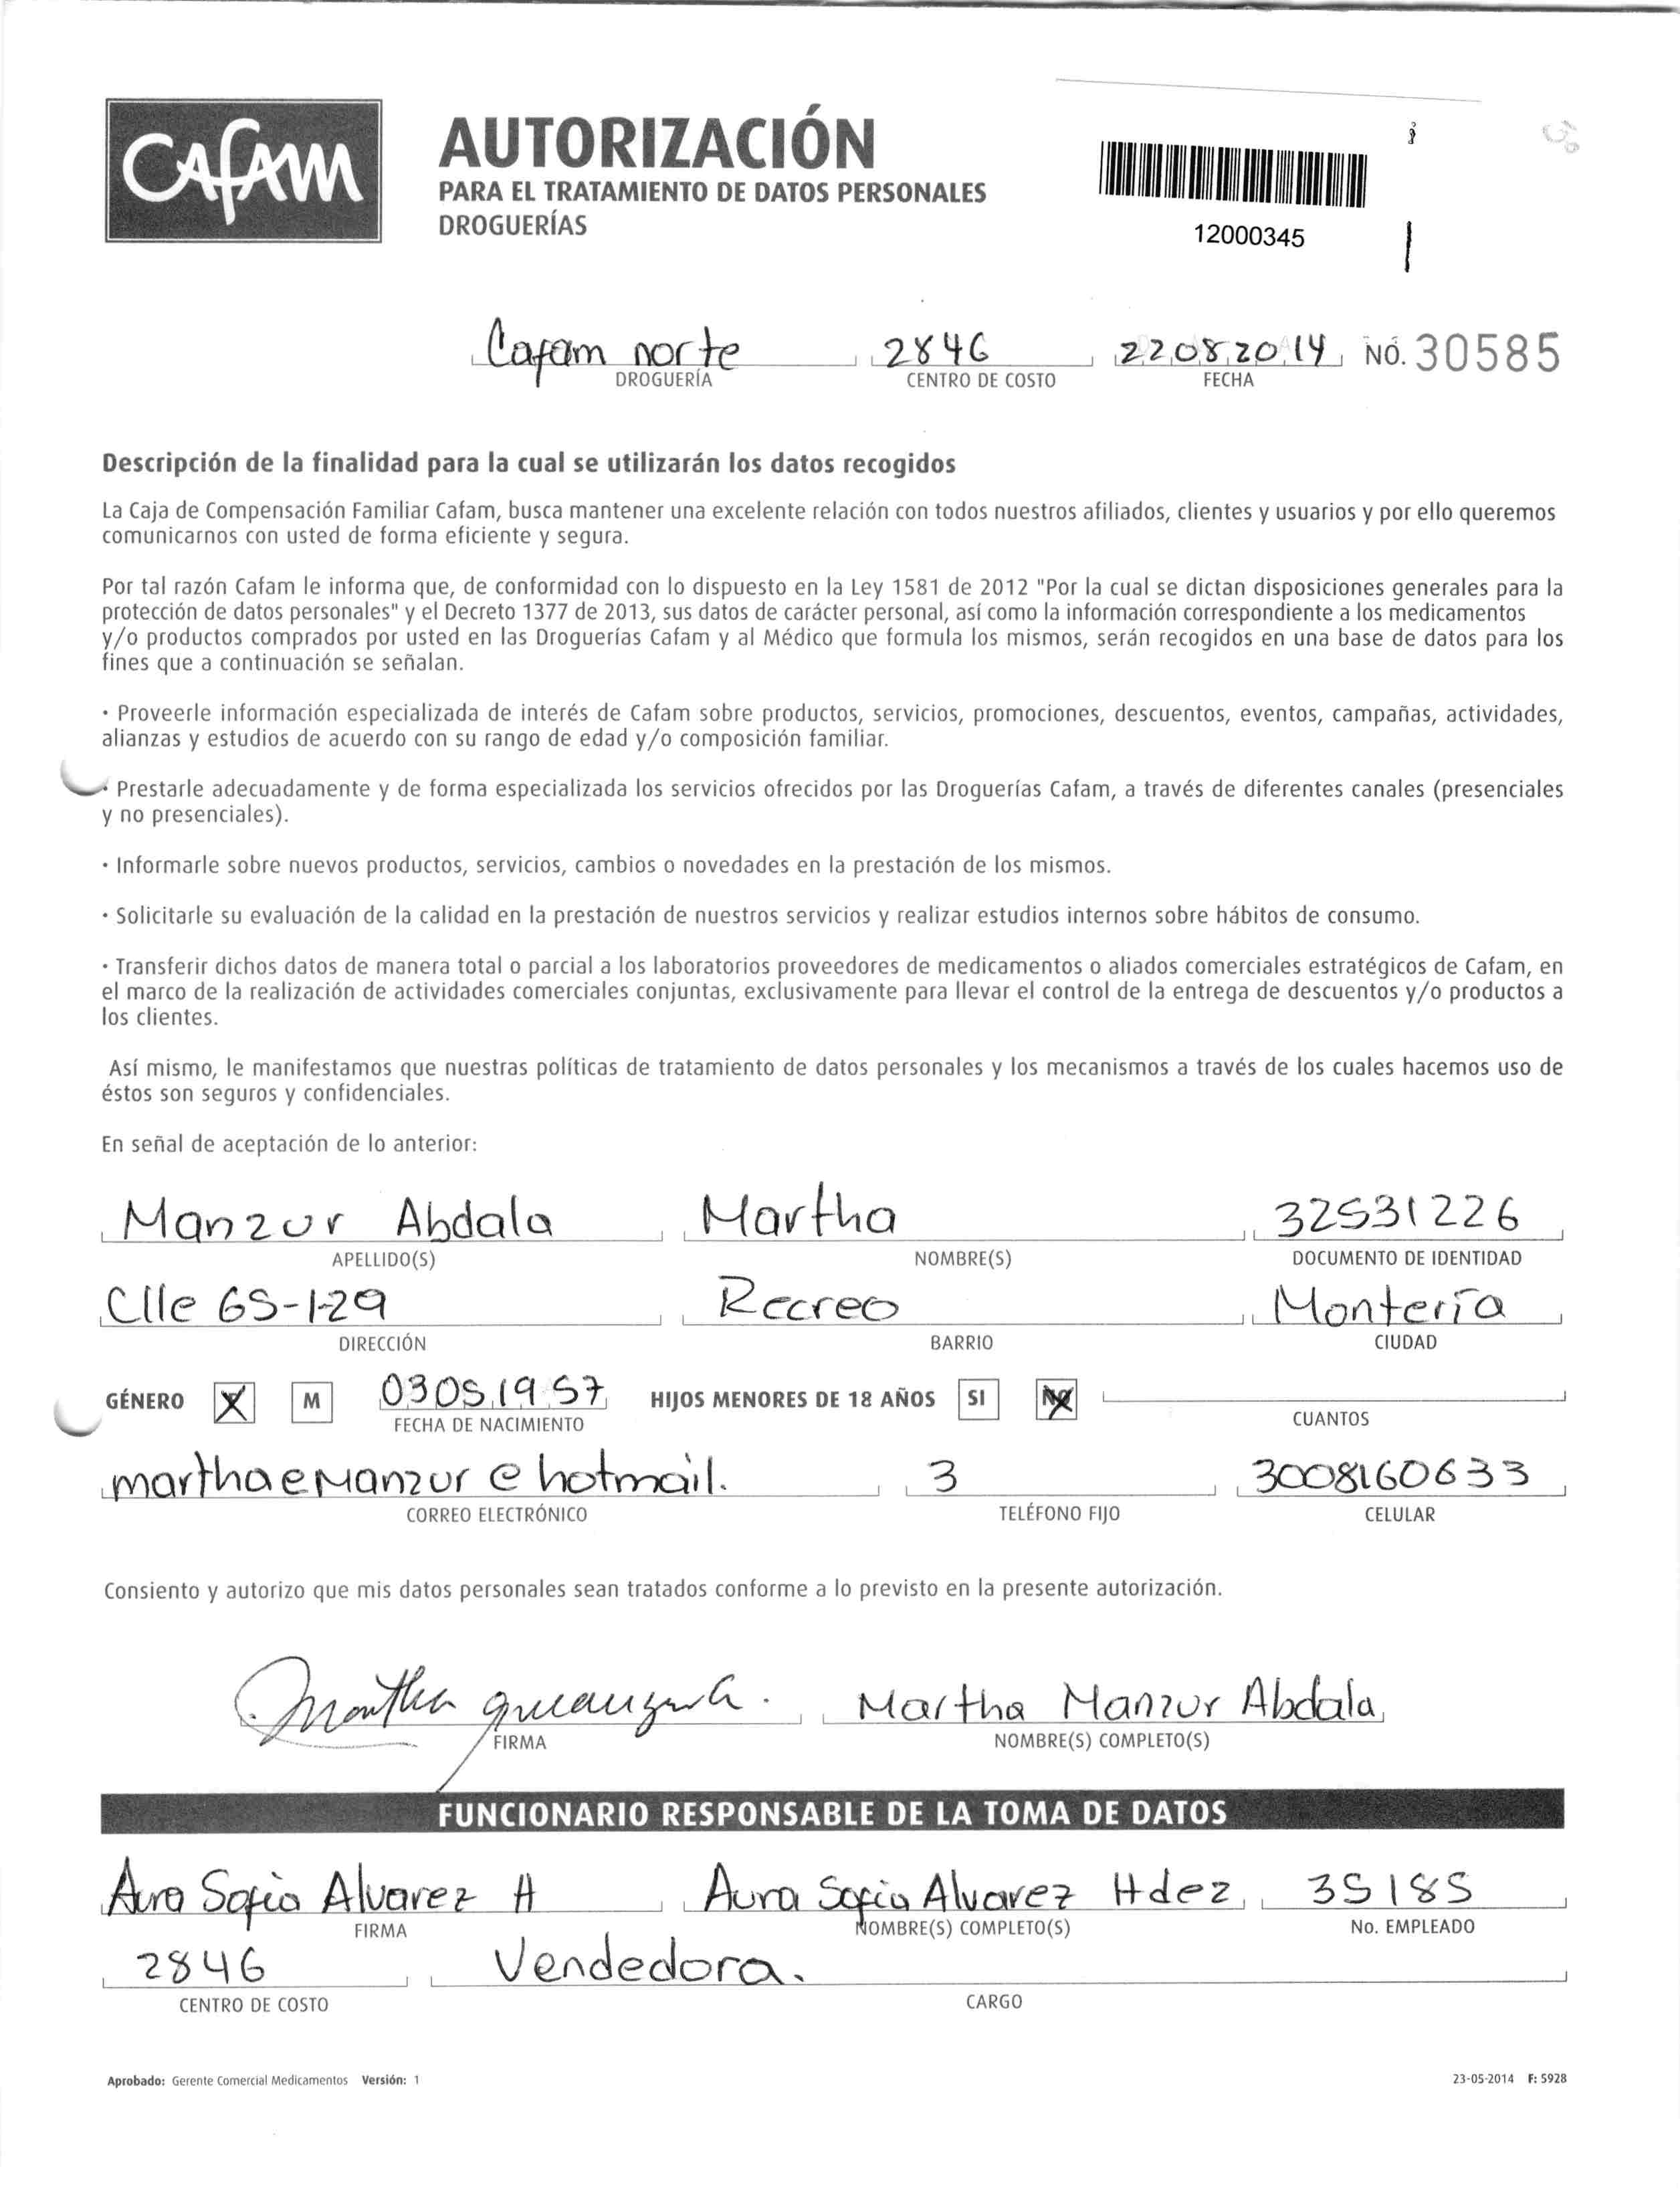 CAFAM
AUTORIZACIÓN
PARA EL TRATAMIENTO DE DATOS PERSONALES
DROGUERÍAS
12000345
Cafam norte 2846 22 08 20 14 NO. 30585
DROGUERÍA CENTRO DE COSTO FECHA
Descripción de la finalidad para la cual se utilizarán los datos recogidos
La Caja de Compensación Familiar Cafam, busca mantener una excelente relación con todos nuestros afiliados, clientes y usuarios y por ello queremos
comunicarnos con usted de forma eficiente y segura.
Por tal razón Cafam le informa que, de conformidad con lo dispuesto en la Ley 1581 de 2012 "Por la cual se dictan disposiciones generales para la
protección de datos personales" y el Decreto 1377 de 2013, sus datos de carácter personal, así como la información correspondiente a los medicamentos
y/o productos comprados por usted en las Droguerías Cafam y al Médico que formula los mismos, serán recogidos en una base de datos para los
fines que a continuación se señalan.
· Proveerle información especializada de interés de Cafam sobre productos, servicios, promociones, descuentos, eventos, campañas, actividades,
alianzas y estudios de acuerdo con su rango de edad y/o composición familiar.
· Prestarle adecuadamente y de forma especializada los servicios ofrecidos por las Droguerías Cafam, a través de diferentes canales (presenciales
y no presenciales).
· Informarle sobre nuevos productos, servicios, cambios o novedades en la prestación de los mismos.
· Solicitarle su evaluación de la calidad en la prestación de nuestros servicios y realizar estudios internos sobre hábitos de consumo.
· Transferir dichos datos de manera total o parcial a los laboratorios proveedores de medicamentos o aliados comerciales estratégicos de Cafam, en
el marco de la realización de actividades comerciales conjuntas, exclusivamente para llevar el control de la entrega de descuentos y/o productos a
los clientes.
Así mismo, le manifestamos que nuestras políticas de tratamiento de datos personales y los mecanismos a través de los cuales hacemos uso de
éstos son seguros y confidenciales.
En señal de aceptación de lo anterior:
Manzur Abdala Martha 32531226
APELLIDO(S) NOMBRE(S) DOCUMENTO DE IDENTIDAD
Clle 65-1-29 Recreo Montería
DIRECCIÓN BARRIO CIUDAD
GÉNERO X M 03 05 19 57 HIJOS MENORES DE 18 AÑOS SI NO
FECHA DE NACIMIENTO CUANTOS
marthaemanzur@hotmail. 3 3008160633
CORREO ELECTRÓNICO TELÉFONO FIJO CELULAR
Consiento y autorizo que mis datos personales sean tratados conforme a lo previsto en la presente autorización.
Martha Manzur Abdala
FIRMA NOMBRE(S) COMPLETO(S)
FUNCIONARIO RESPONSABLE DE LA TOMA DE DATOS
Aura Sofia Alvarez H Aura Sofia Alvarez Hdez 35185
FIRMA NOMBRE(S) COMPLETO(S) No. EMPLEADO
2846 Vendedora.
CENTRO DE COSTO CARGO
Aprobado: Gerente Comercial Medicamentos Versión: 1 23-05-2014 F: 5928